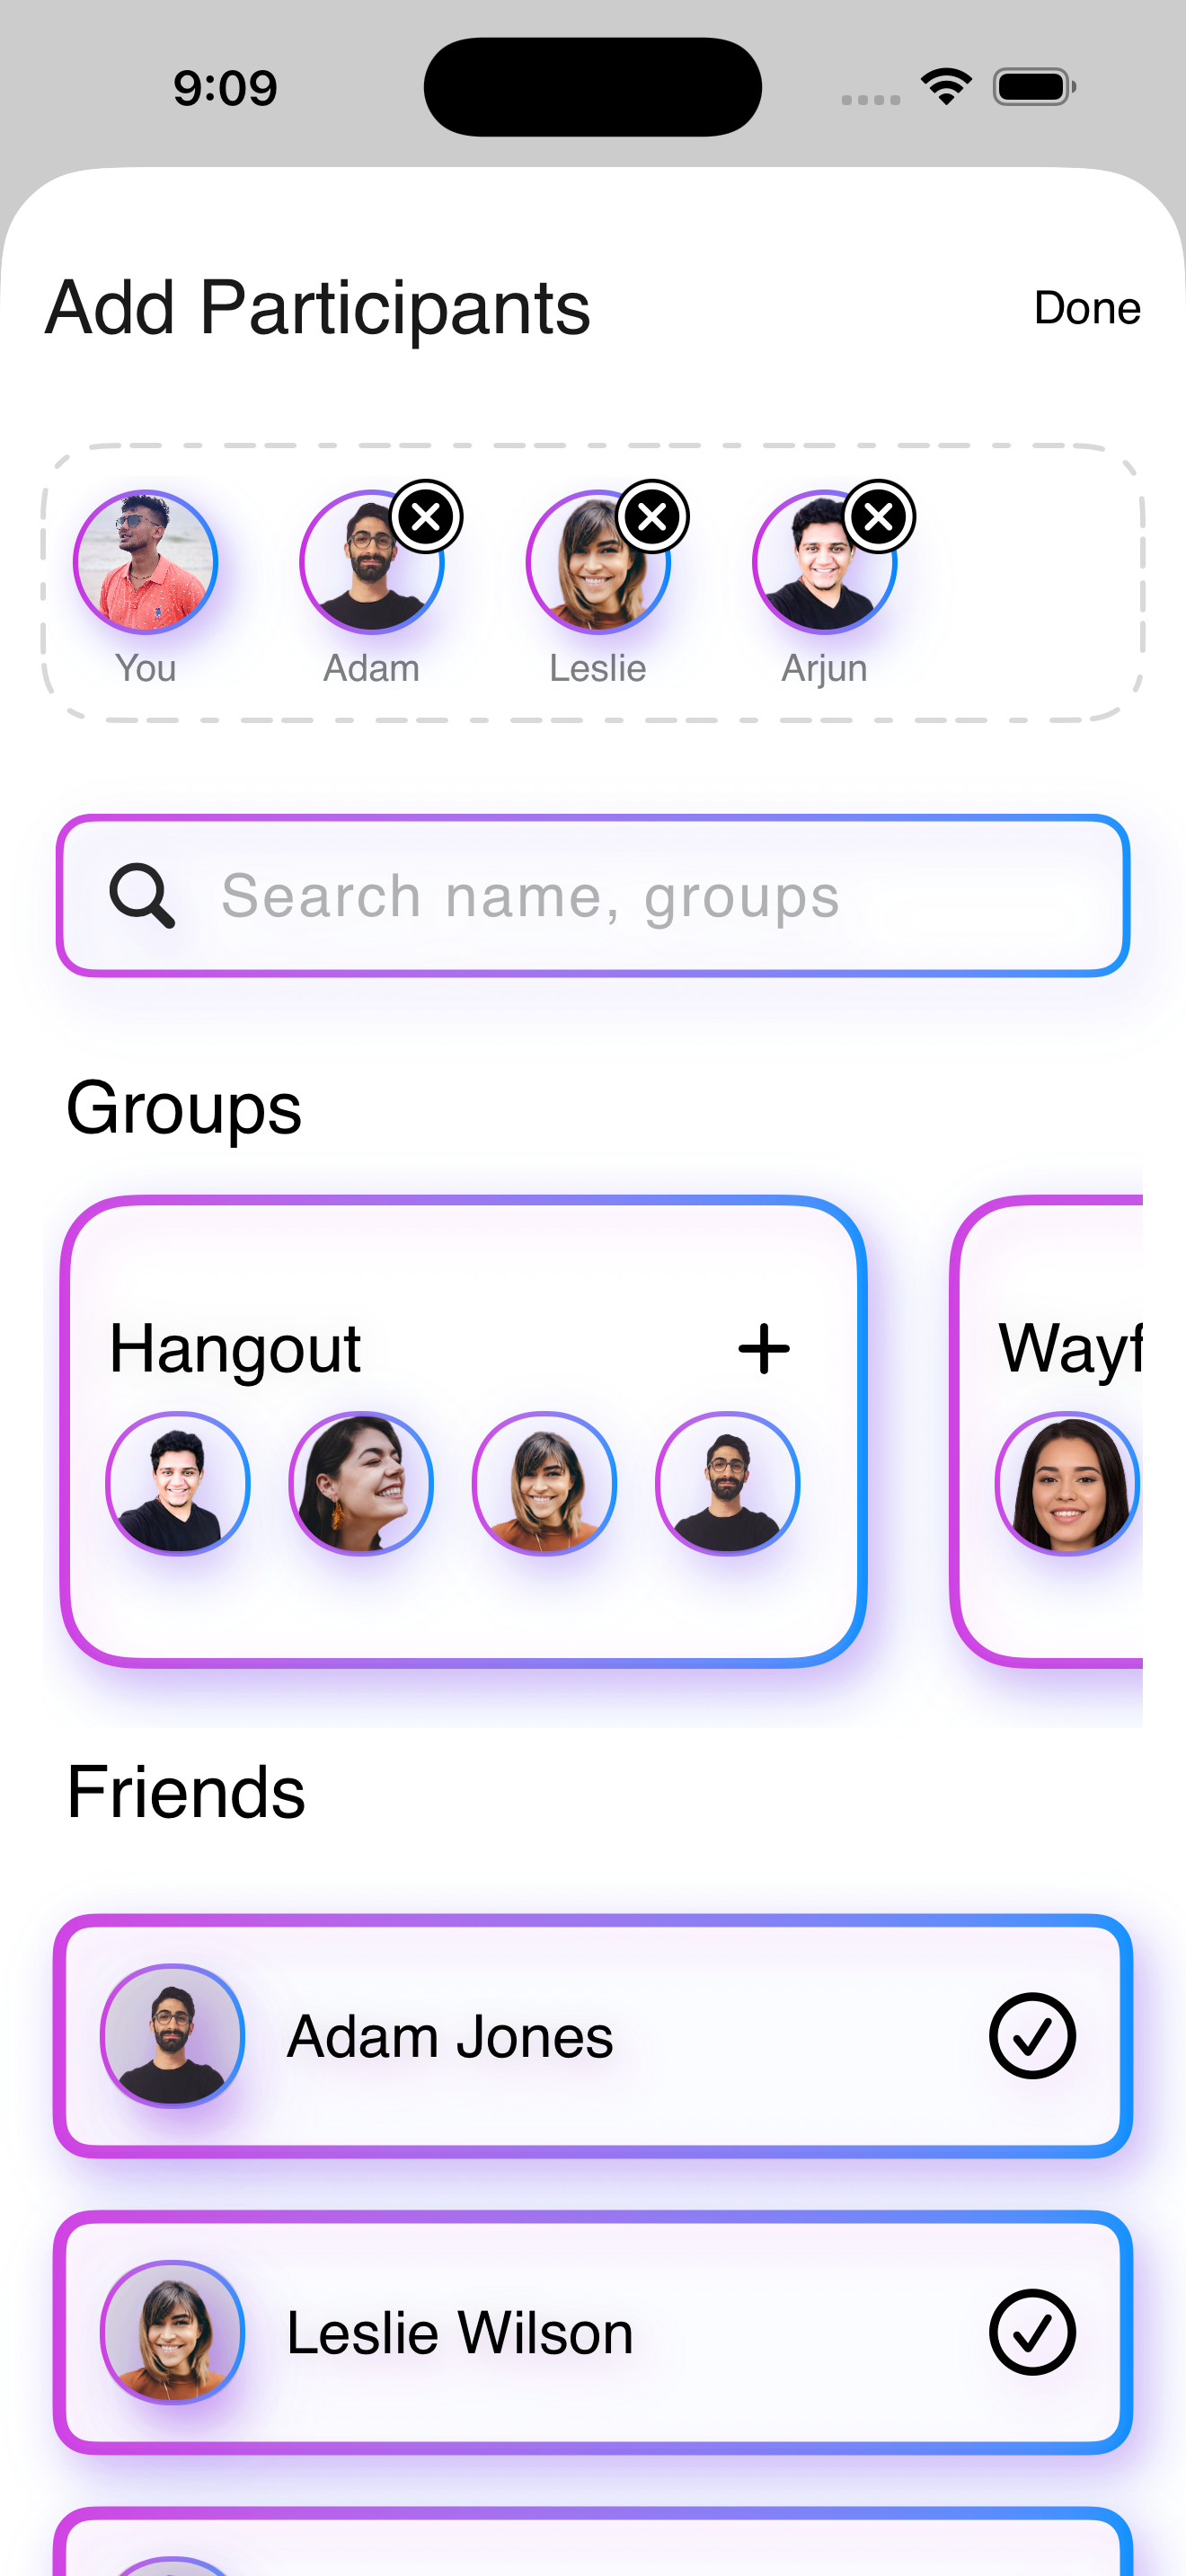 9:09
Add Participants
Done
You
Adam
Leslie
Arjun
Search name, groups
Groups
Hangout
Friends
Adam Jones
Leslie Wilson